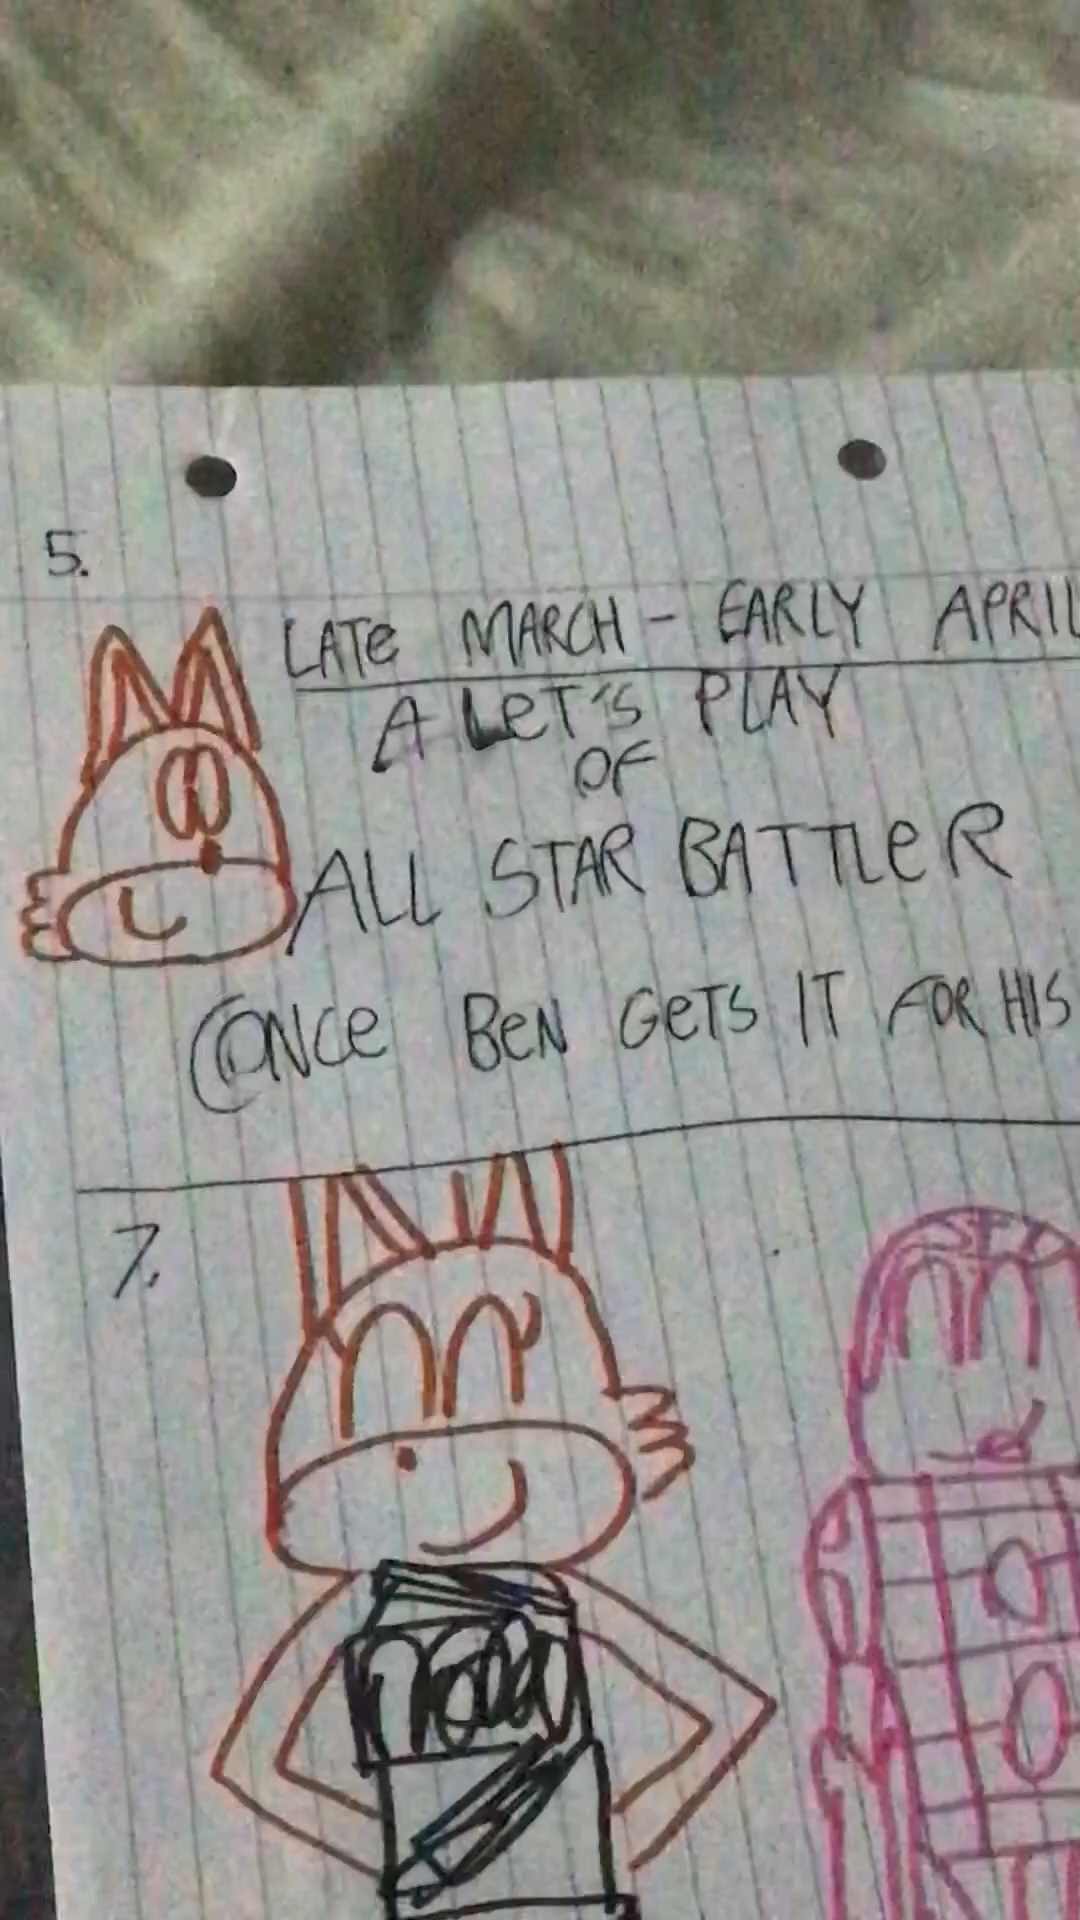 5.
LATe MARCH - EARLY APRIL
A LeT'S PLAY
OF
ALL STAR BATTLeR
(ONce BeN GeTS IT FOR HIS
7.